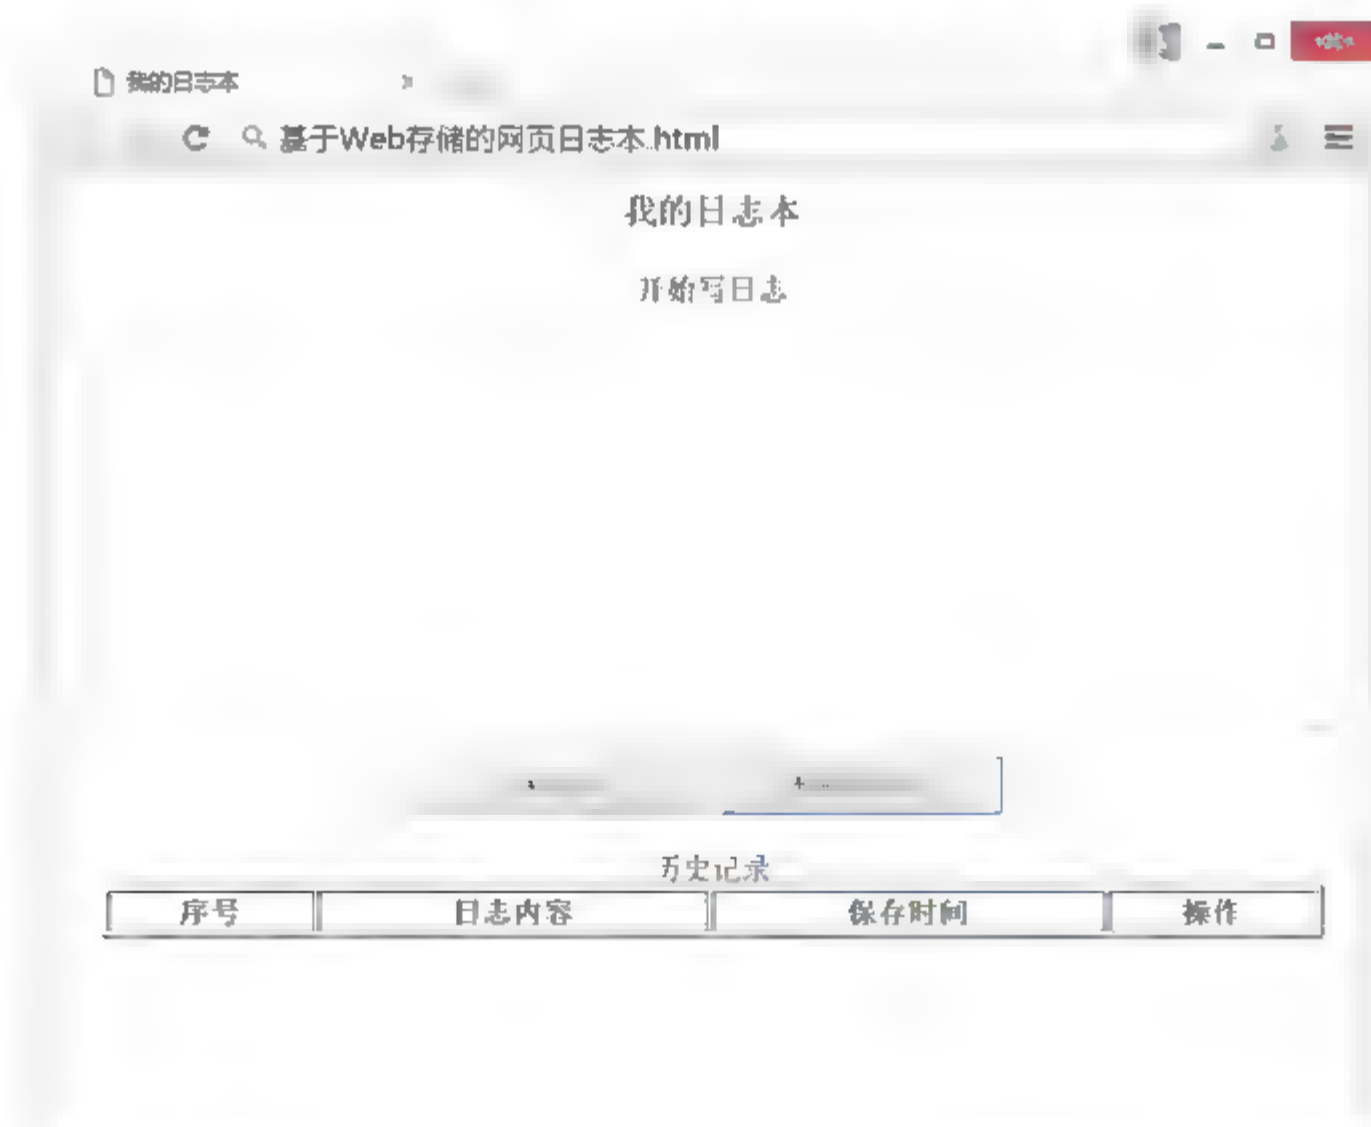 我的日志本
基于Web存储的网页日志本.html
我的日志本
开始写日志
历史记录
序号 日志内容 保存时间 操作